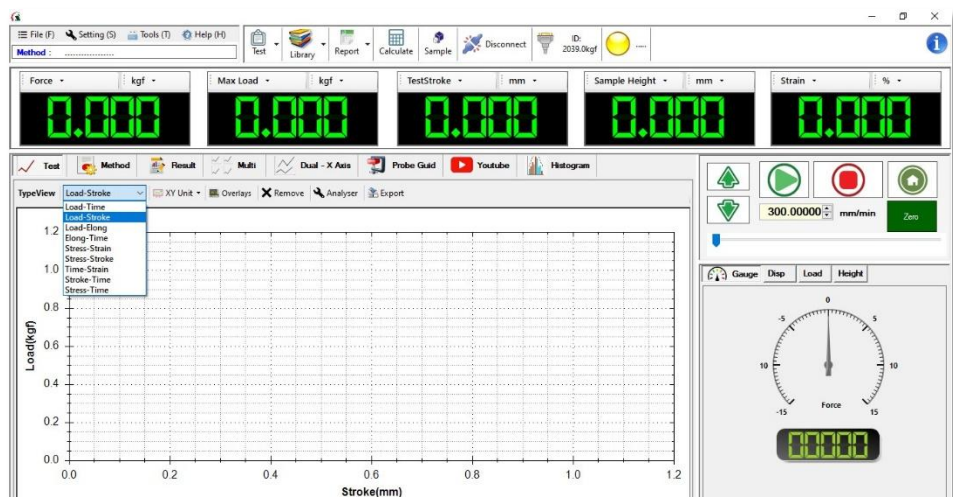 File (F) Setting (S) Tools (T) Help (H)
Method : ....................
Test Library Report Calculate Sample Disconnect ID: 2039.0kgf .....
Force kgf Max Load kgf TestStroke mm Sample Height mm Strain %
0.000 0.000 0.000 0.000 0.000
Test Method Result Multi Dual - X Axis Probe Guid Youtube Histogram
TypeView Load-Stroke XY Unit Overlays Remove Analyser Export
Load-Time
Load-Stroke
Load-Elong
Elong-Time
Stress-Strain
Stress-Stroke
Time-Strain
Stroke-Time
Stress-Time
1.2
1.0
0.8
0.6
0.4
0.2
0.0
Load(kgf)
0.0 0.2 0.4 0.6 0.8 1.0 1.2
Stroke(mm)
300.00000 mm/min Zero
Gauge Disp Load Height
0
-5 5
10 10
-15 15
Force
00000